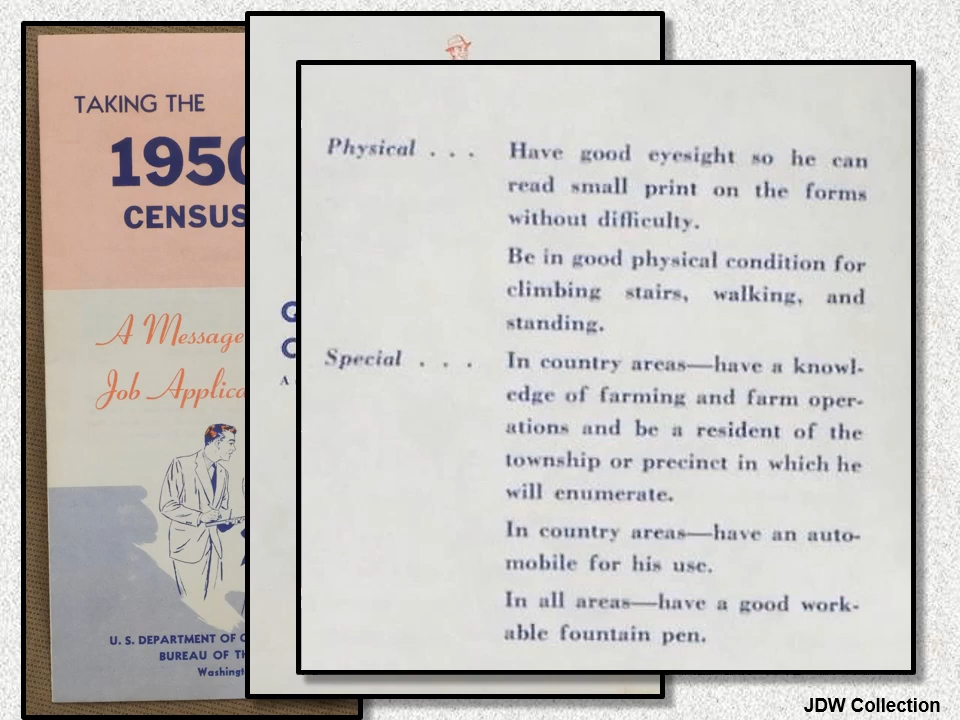 TAKING THE
1950
CENSUS
A Message
Job
U. S. DEPARTMENT OF
BUREAU OF
Physical . . . Have good eyesight so he can
read small print on the forms
without difficulty.
Be in good physical condition for
climbing stairs, walking, and
standing.
Special . . . In country areas—have a knowl-
edge of farming and farm oper-
ations and be a resident of the
township or precinct in which he
will enumerate.
In country areas—have an auto-
mobile for his use.
In all areas—have a good work-
able fountain pen.
JDW Collection